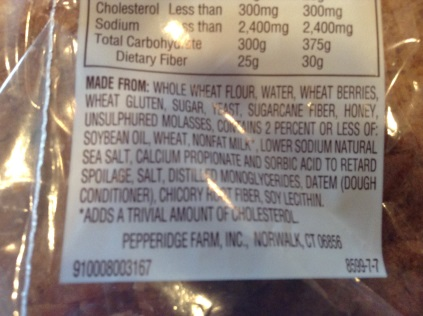 Cholesterol Less than 300mg 300mg
Sodium than 2,400mg 2,400mg
Total 300g 375g
Dietary Fiber 25g 30g
MADE FROM: WHOLE WHEAT FLOUR, WATER, WHEAT BERRIES,
WHEAT GLUTEN, SUGAR, YEAST, SUGARCANE FIBER, HONEY,
UNSULPHURED MOLASSES, CONTAINS 2 PERCENT OR LESS OF:
SOYBEAN OIL, WHEAT, NONFAT MILK*, LOWER SODIUM NATURAL
SEA SALT, CALCIUM PROPIONATE AND SORBIC ACID TO RETARD
SPOILAGE, SALT, DISTILLED MONOGLYCERIDES, DATEM (DOUGH
CONDITIONER), CHICORY FIBER, SOY LECITHIN.
*ADDS A TRIVIAL AMOUNT OF CHOLESTEROL.
PEPPERIDGE FARM, INC., NORWALK, CT 06856
910008003167 8599-7-7